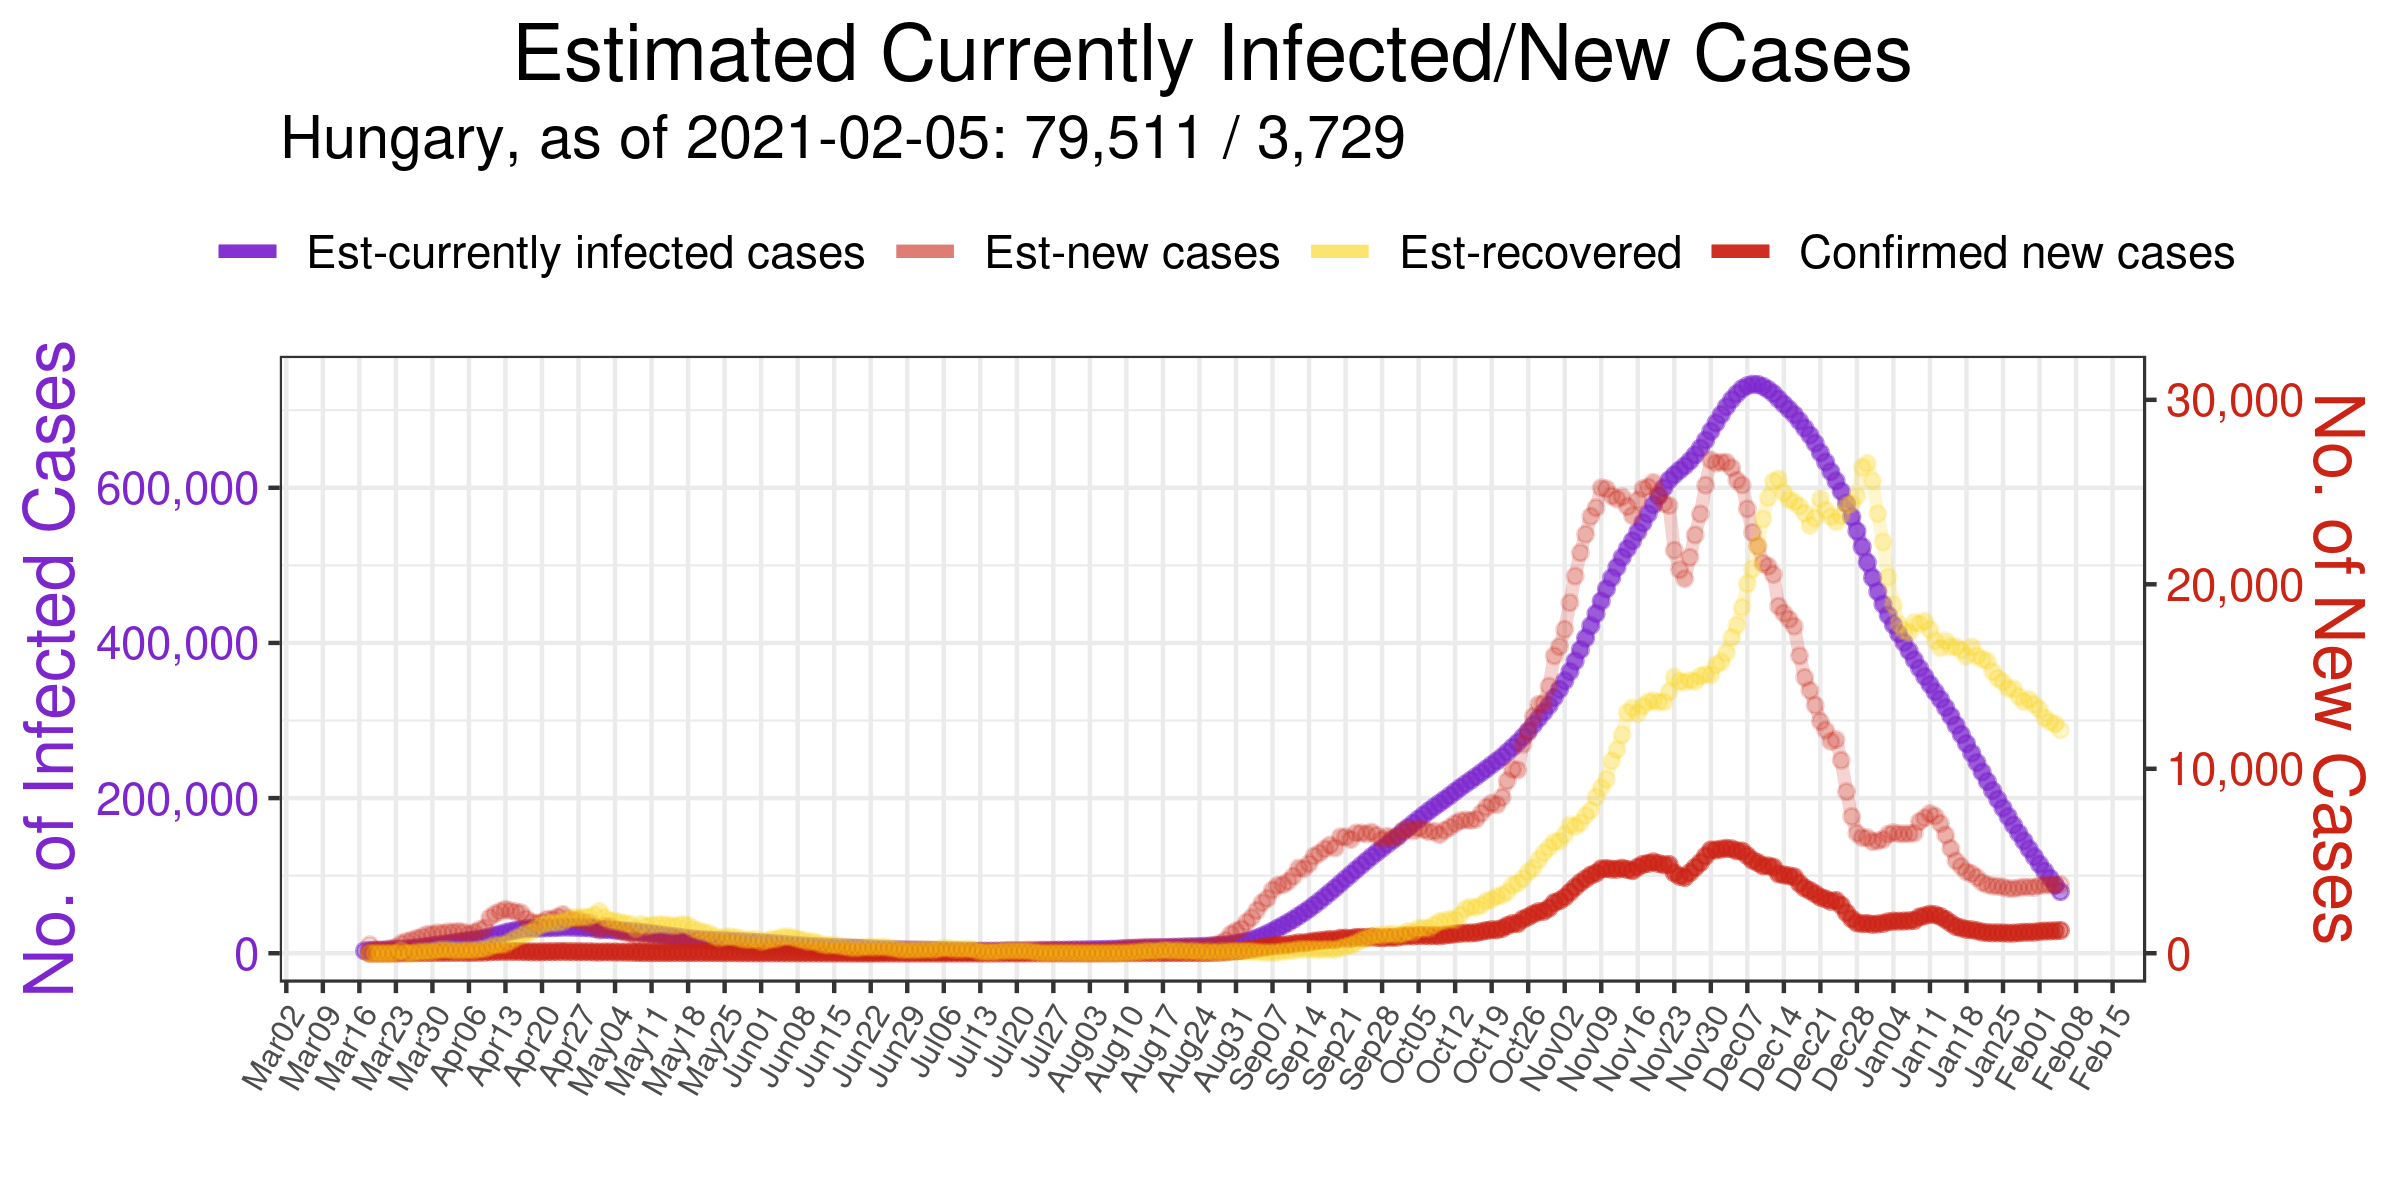 Estimated Currently Infected/New Cases
Hungary, as of 2021-02-05: 79,511 / 3,729
Est-currently infected cases Est-new cases Est-recovered Confirmed new cases
No. of Infected Cases
600,000
400,000
200,000
0
30,000
20,000
10,000
0
No. of New Cases
Mar02 Mar09 Mar16 Mar23 Mar30 Apr06 Apr13 Apr20 Apr27 May04 May11 May18 May25 Jun01 Jun08 Jun15 Jun22 Jun29 Jul06 Jul13 Jul20 Jul27 Aug03 Aug10 Aug17 Aug24 Aug31 Sep07 Sep14 Sep21 Sep28 Oct05 Oct12 Oct19 Oct26 Nov02 Nov09 Nov16 Nov23 Nov30 Dec07 Dec14 Dec21 Dec28 Jan04 Jan11 Jan18 Jan25 Feb01 Feb08 Feb15